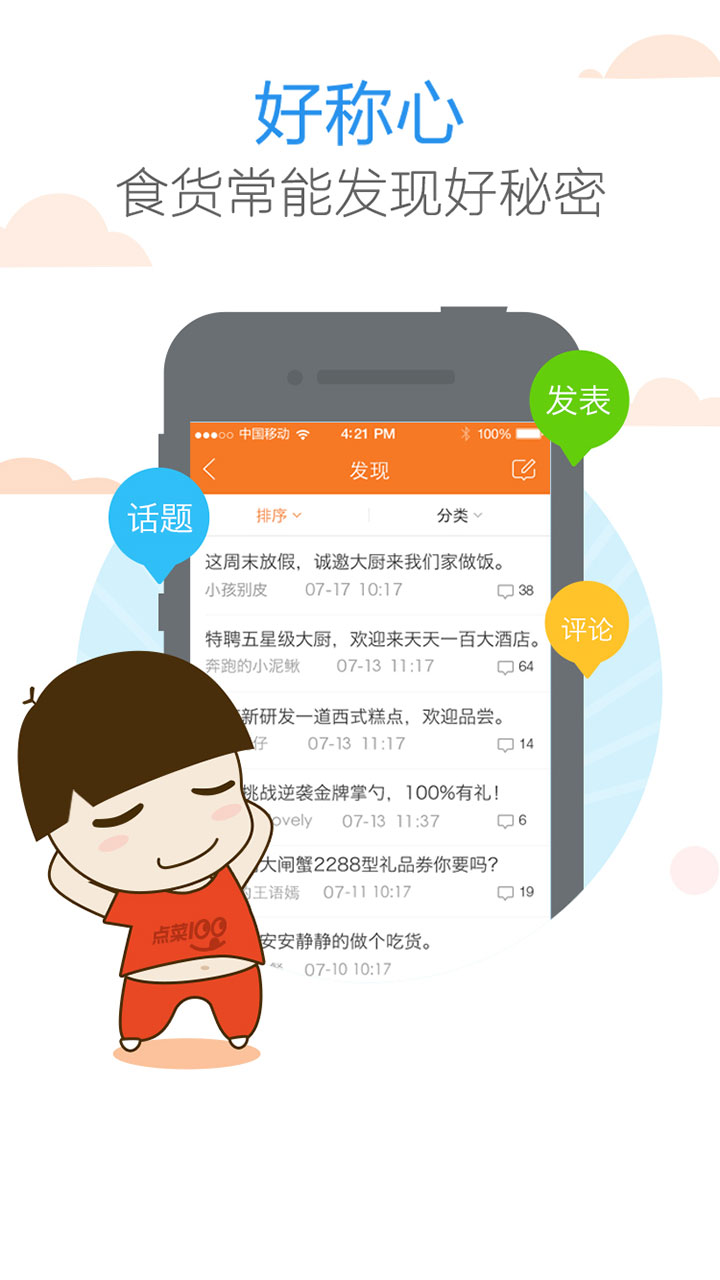 好称心
食货常能发现好秘密
发表
中国移动 4:21 PM 100%
发现
话题
排序 分类
这周末放假，诚邀大厨来我们家做饭。
小孩别皮 07-17 10:17 38
评论
特聘五星级大厨，欢迎来天天一百大酒店。
奔跑的小泥鳅 07-13 11:17 64
新研发一道西式糕点，欢迎品尝。
仔 07-13 11:17 14
挑战逆袭金牌掌勺，100%有礼！
ovely 07-13 11:37 6
大闸蟹2288型礼品券你要吗?
的王语嫣 07-11 10:17 19
安安静静的做个吃货。
07-10 10:17
点菜100